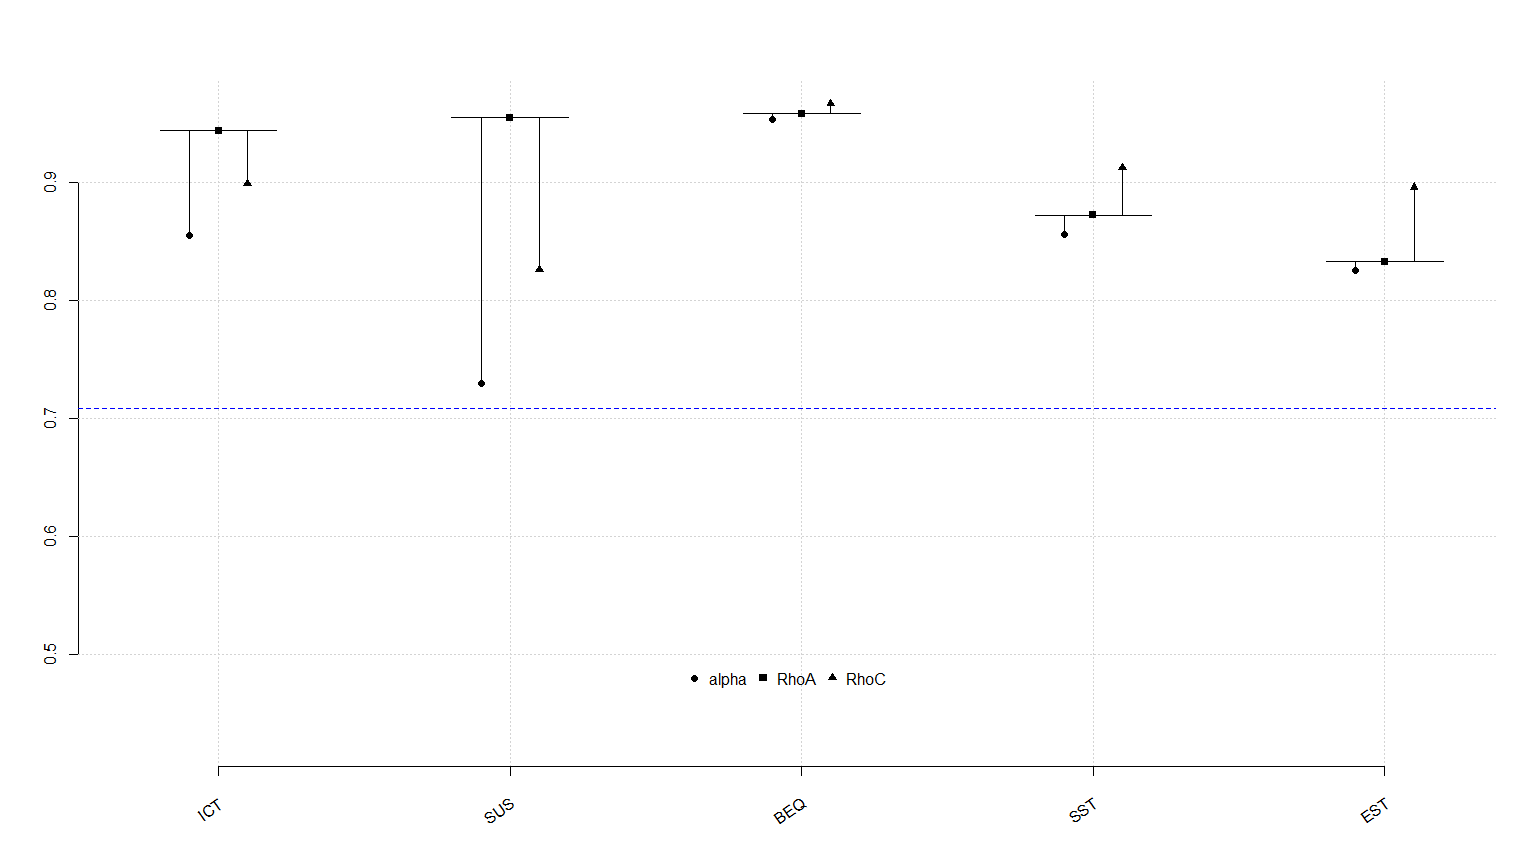 0.9
0.8
0.7
0.6
0.5
alpha RhoA RhoC
ICT SUS BEQ SST EST